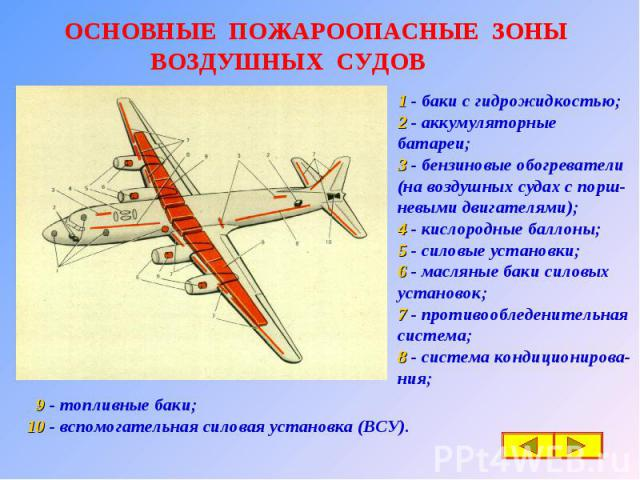 ОСНОВНЫЕ ПОЖАРООПАСНЫЕ ЗОНЫ
ВОЗДУШНЫХ СУДОВ
1 - баки с гидрожидкостью;
2 - аккумуляторные
батареи;
3 - бензиновые обогреватели
(на воздушных судах с порш-
невыми двигателями);
4 - кислородные баллоны;
5 - силовые установки;
6 - масляные баки силовых
установок;
7 - противообледенительная
система;
8 - система кондиционирова-
ния;
9 - топливные баки;
10 - вспомогательная силовая установка (ВСУ).
PPt4WEB.ru